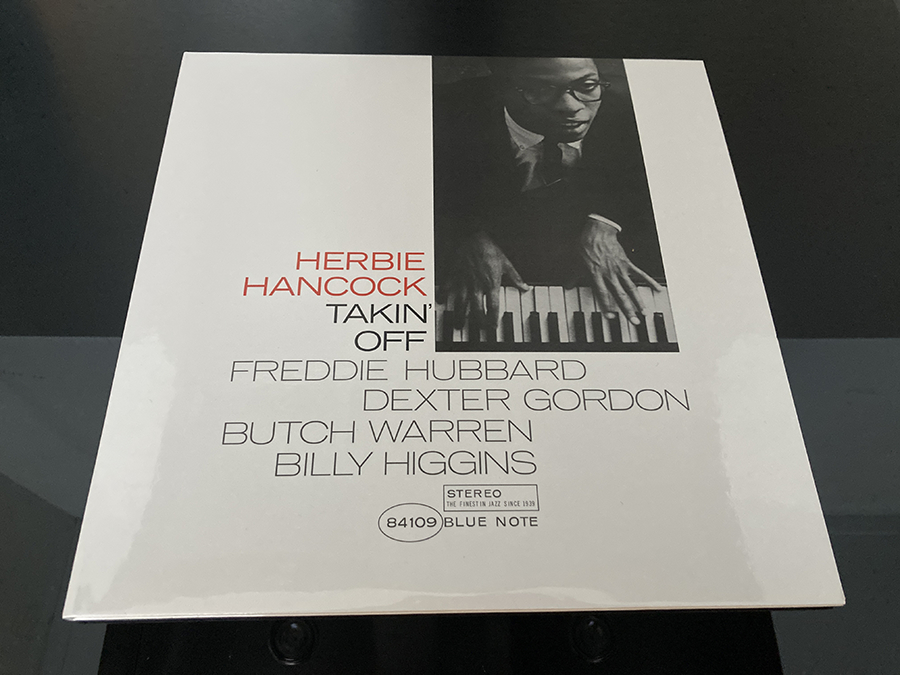 HERBIE
HANCOCK
TAKIN'
OFF
FREDDIE HUBBARD
DEXTER GORDON
BUTCH WARREN
BILLY HIGGINS
STEREO
THE FINEST IN JAZZ SINCE 1939
84109 BLUE NOTE